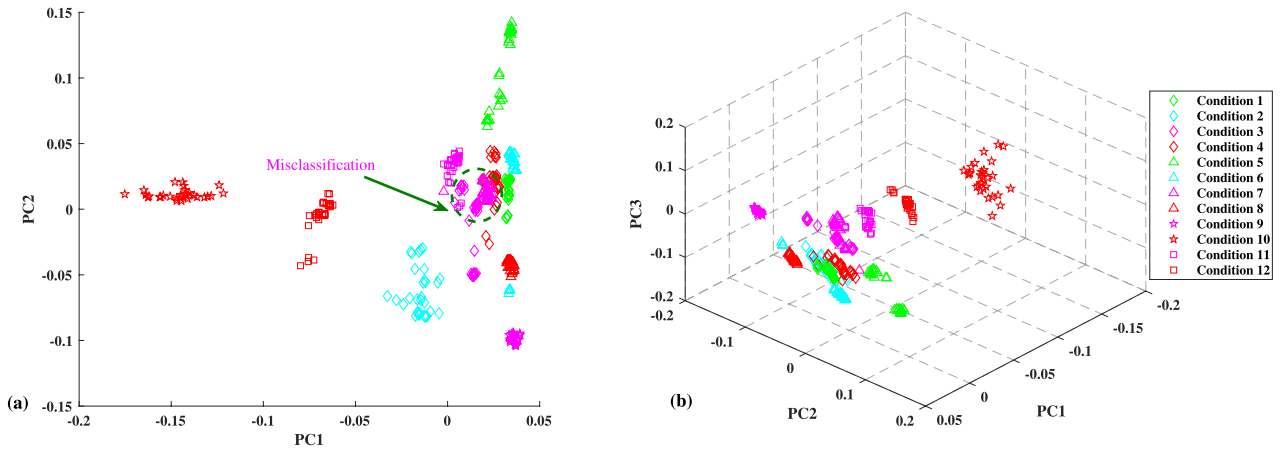 0.15
0.1
0.05
0
-0.05
-0.1
-0.15
PC2
-0.2
-0.15
-0.1
-0.05
0
0.05
PC1
Misclassification
(a)
0.2
0.1
0
-0.1
-0.2
PC3
-0.2
-0.1
0
0.1
0.2
PC2
0.05
0
-0.05
-0.1
-0.15
-0.2
PC1
(b)
Condition 1
Condition 2
Condition 3
Condition 4
Condition 5
Condition 6
Condition 7
Condition 8
Condition 9
Condition 10
Condition 11
Condition 12